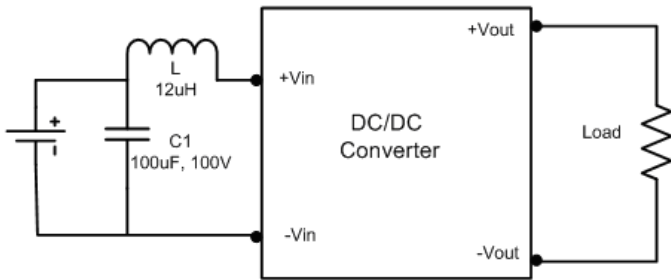 +Vout
L
12uH
+Vin
+
C1
100uF, 100V
DC/DC
Converter
Load
-Vin
-Vout